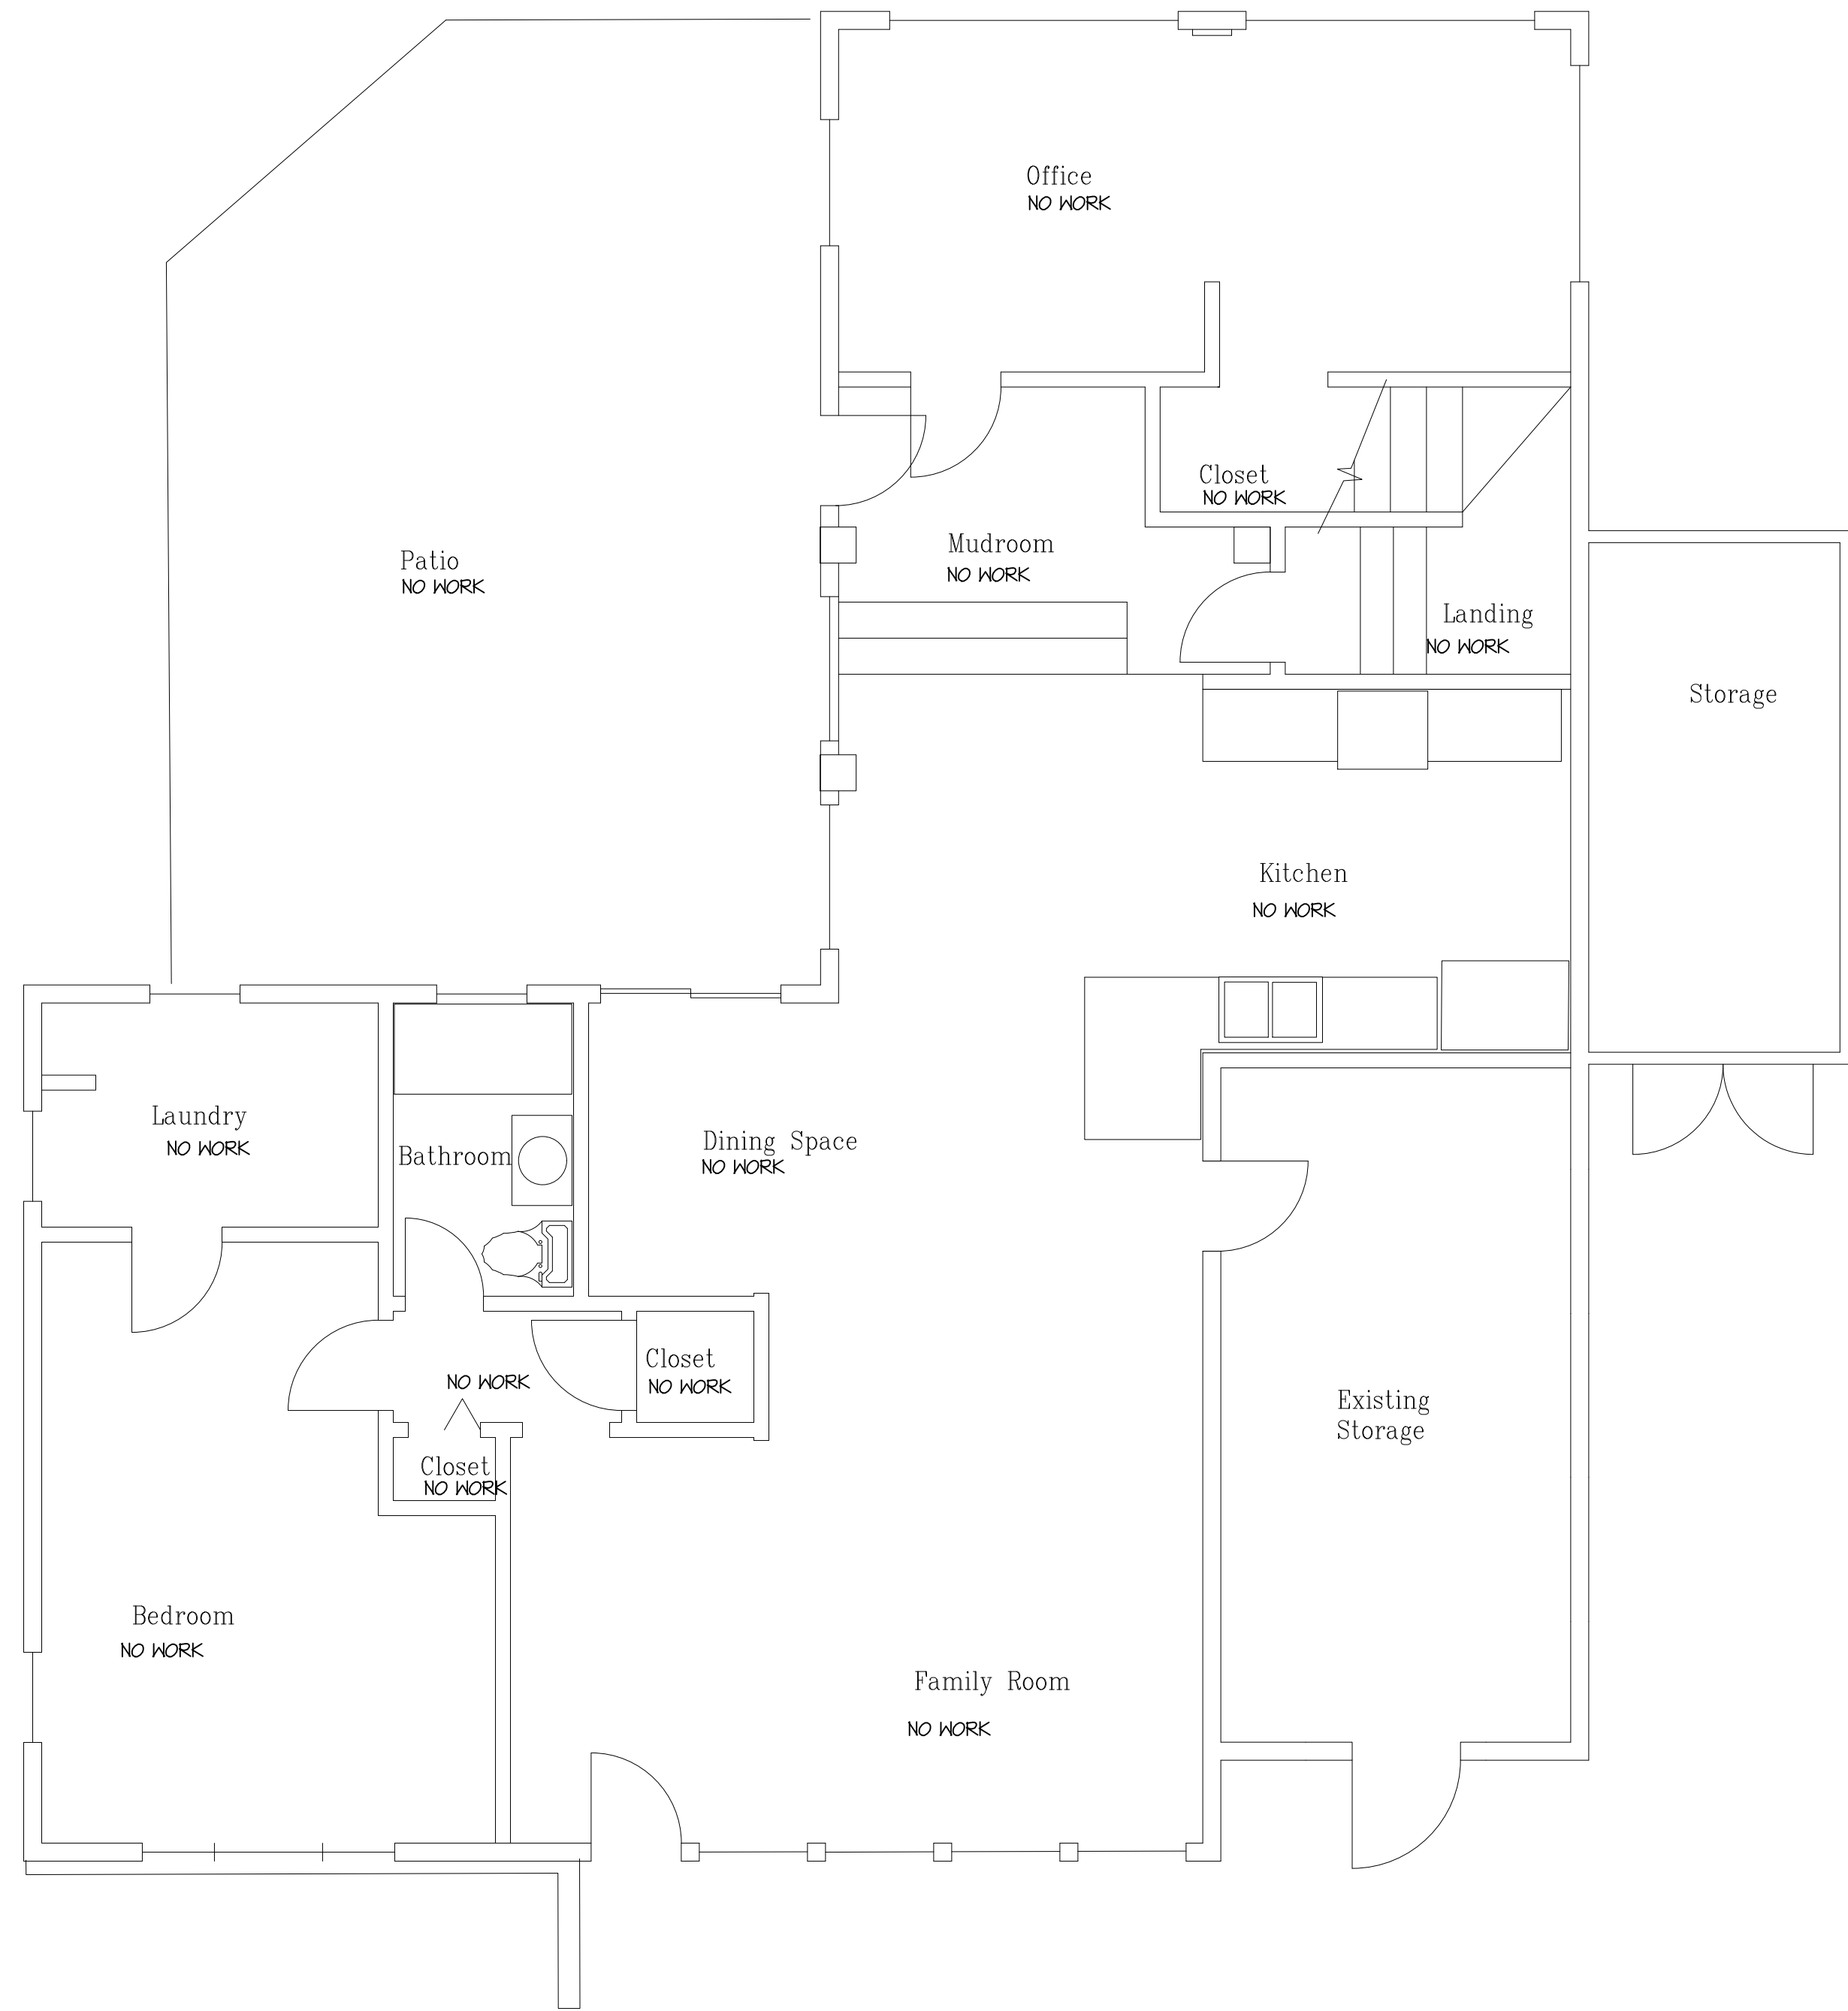 Office
NO WORK
Closet
NO WORK
Mudroom
NO WORK
Patio
NO WORK
Landing
NO WORK
Storage
Kitchen
NO WORK
Laundry
NO WORK
Bathroom
Dining Space
NO WORK
Closet
NO WORK
NO WORK
Existing
Storage
Closet
NO WORK
Bedroom
NO WORK
Family Room
NO WORK